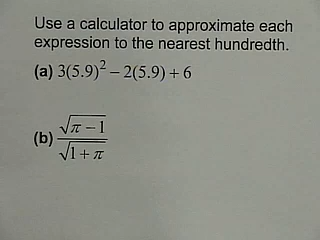 Use a calculator to approximate each
expression to the nearest hundredth.
(a) 3(5.9)² – 2(5.9) + 6
(b) √(π – 1) / √(1 + π)